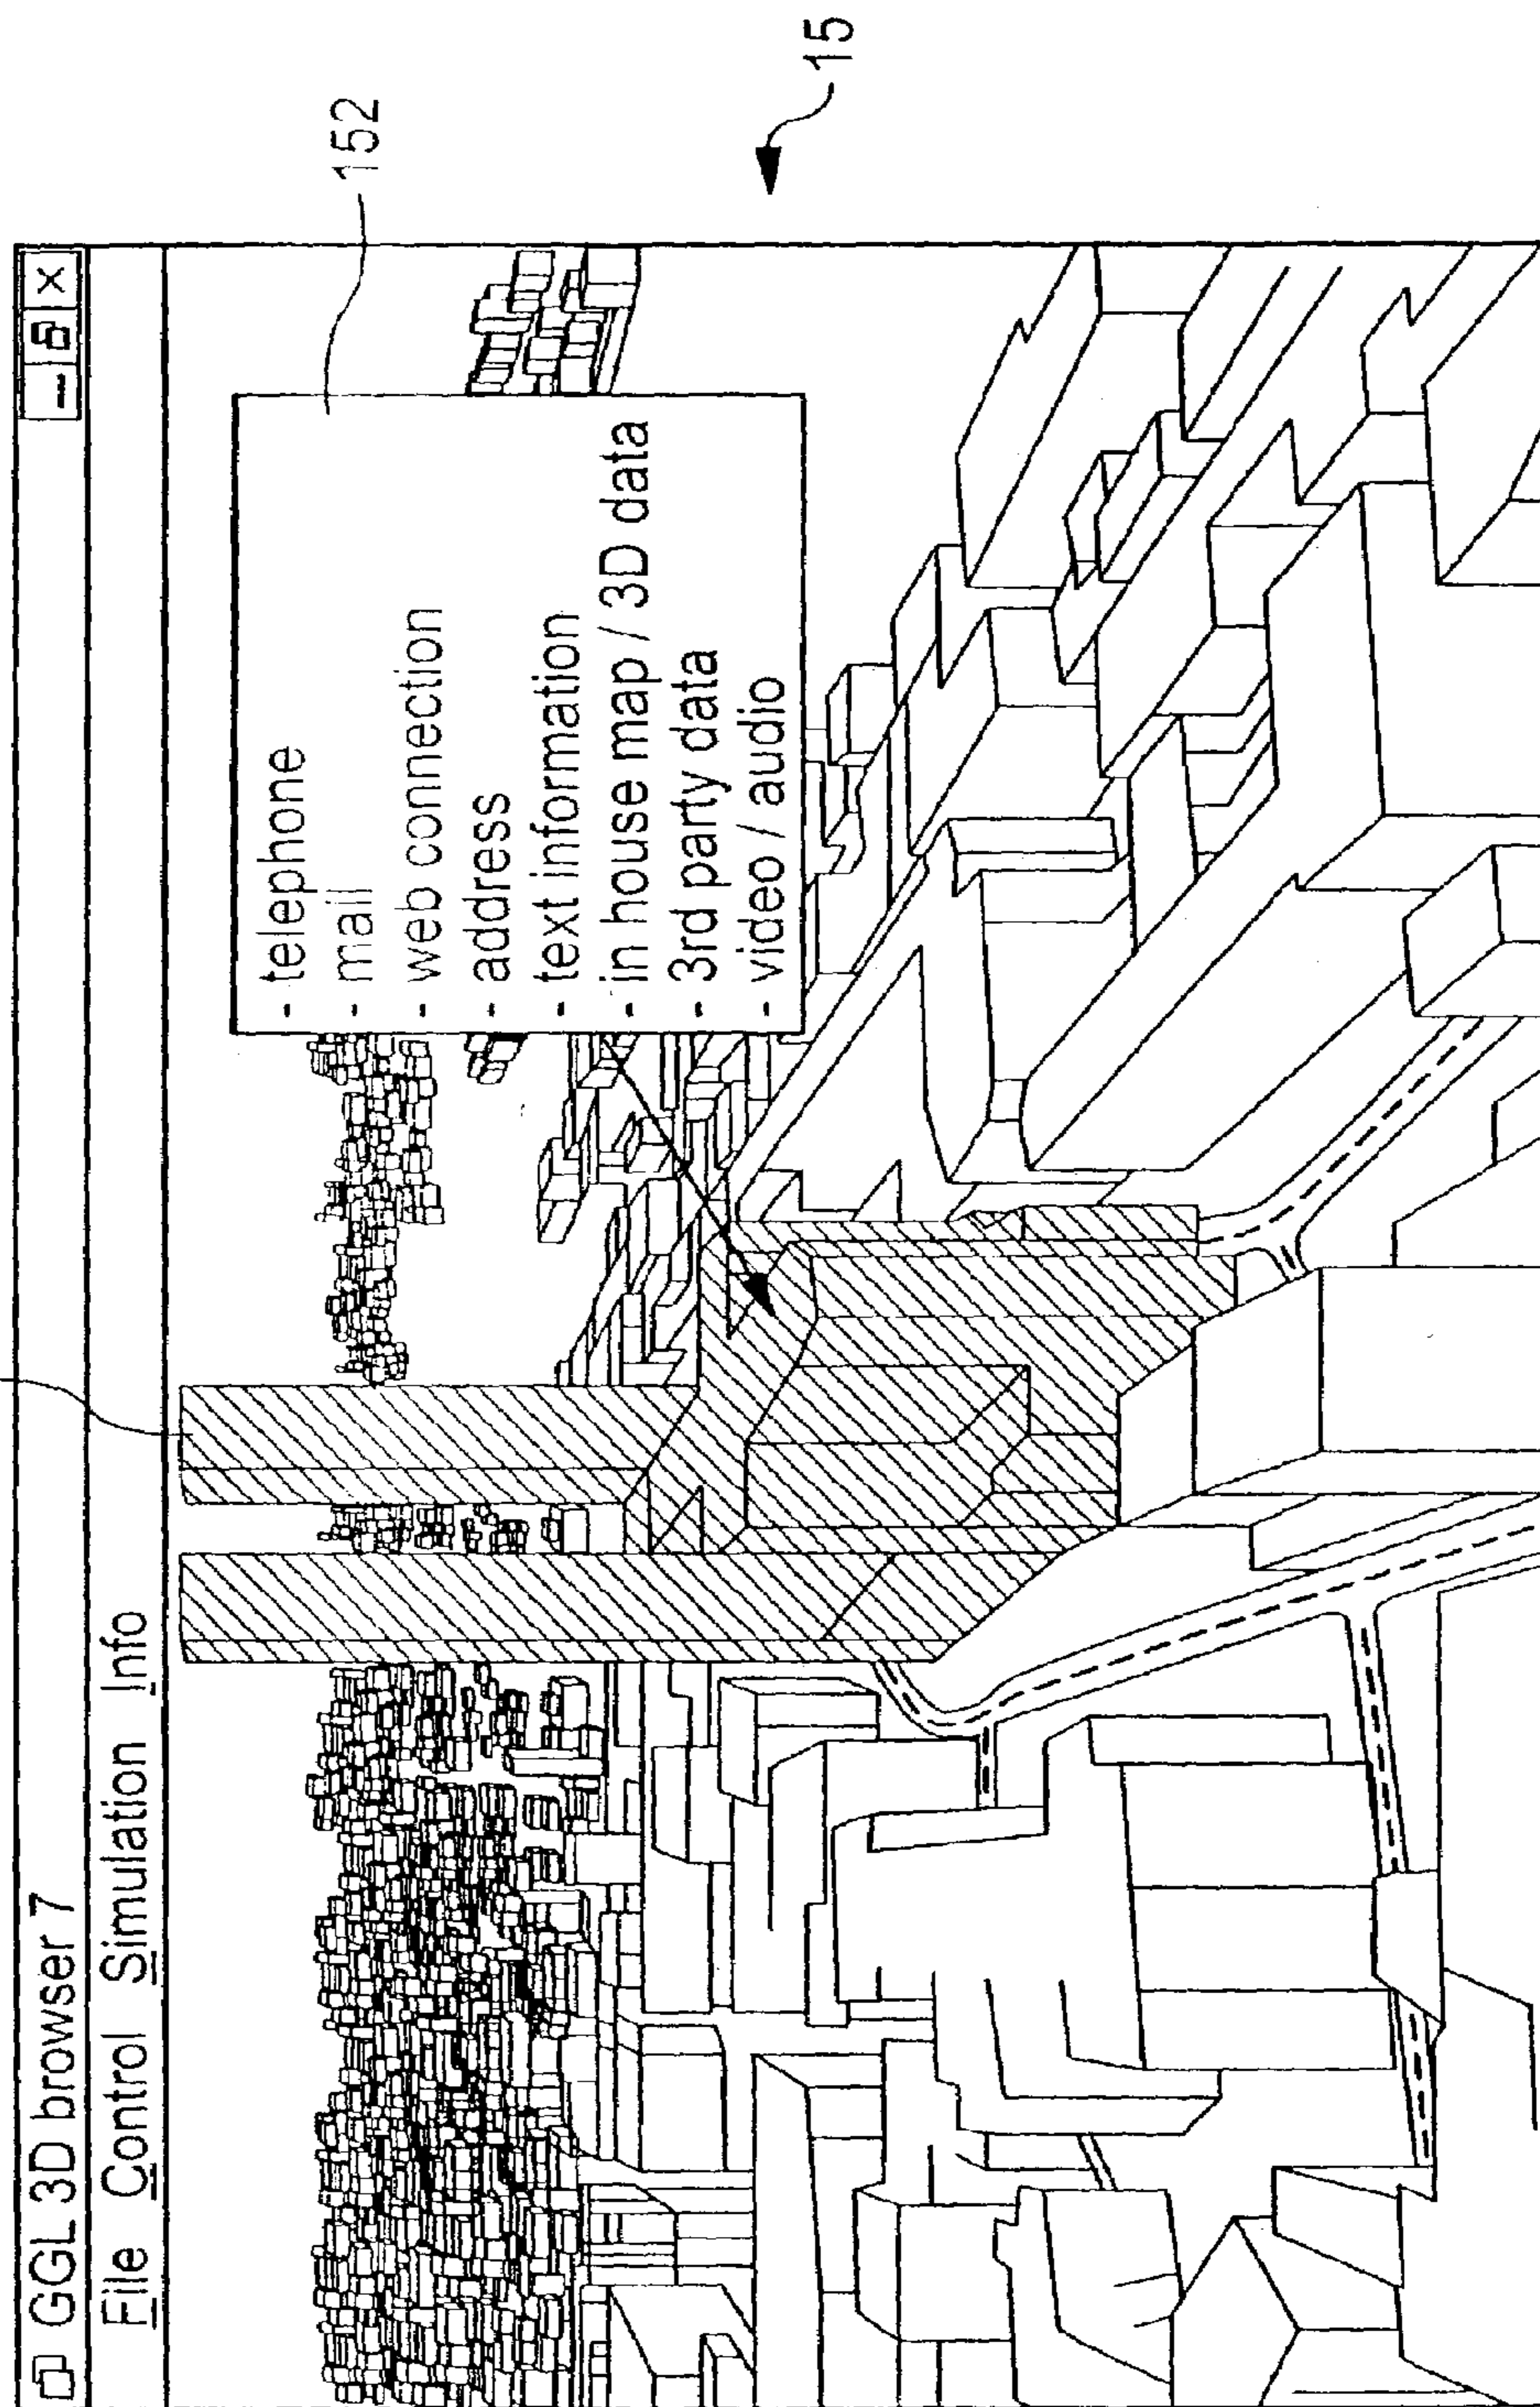 GGL 3D browser 7
File Control Simulation Info
152
- telephone
- mail
- web connection
- address
- text information
- in house map / 3D data
- 3rd party data
- video / audio
15